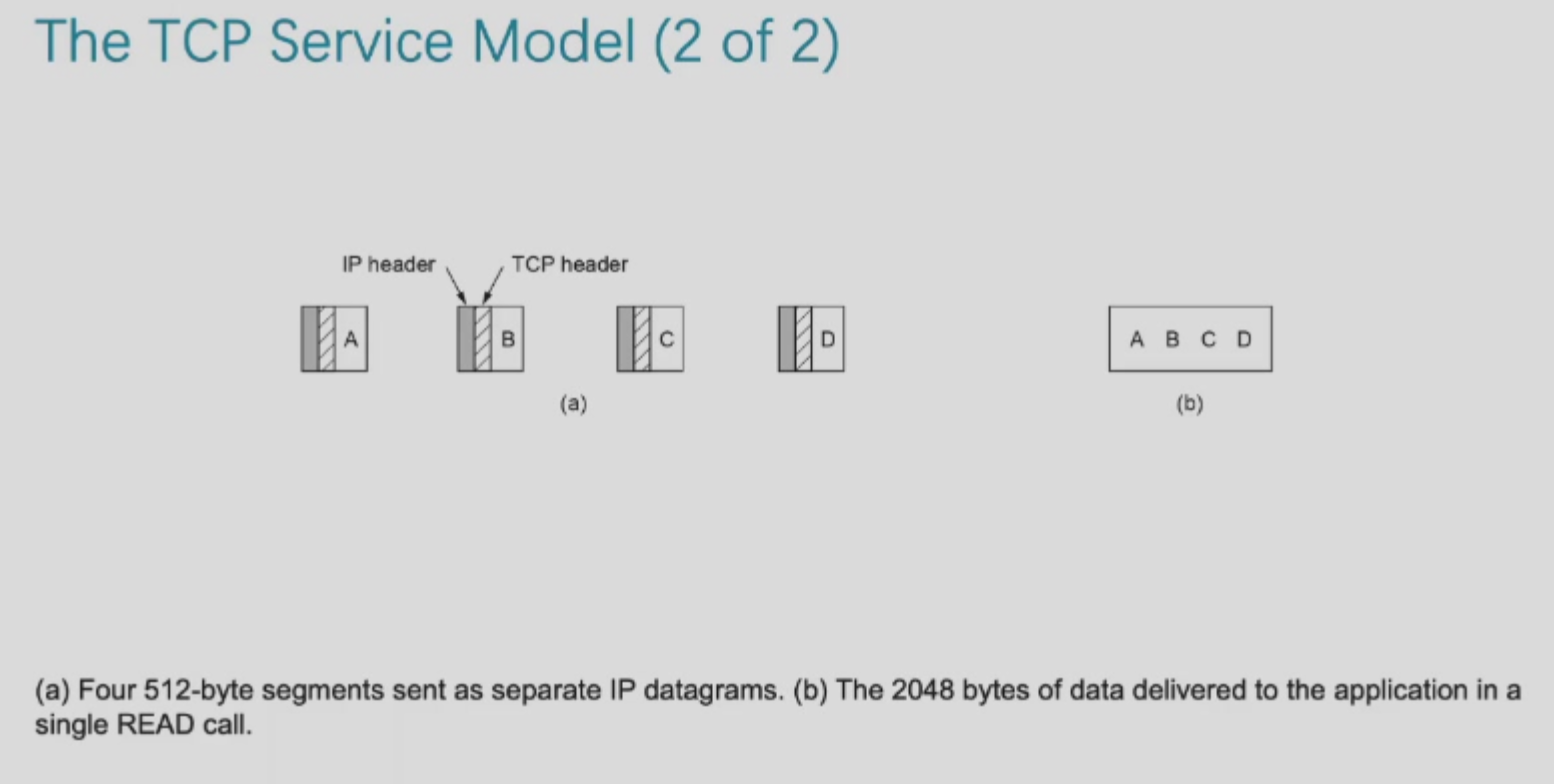 The TCP Service Model (2 of 2)
IP header TCP header
A B C D A B C D
(a) (b)
(a) Four 512-byte segments sent as separate IP datagrams. (b) The 2048 bytes of data delivered to the application in a
single READ call.